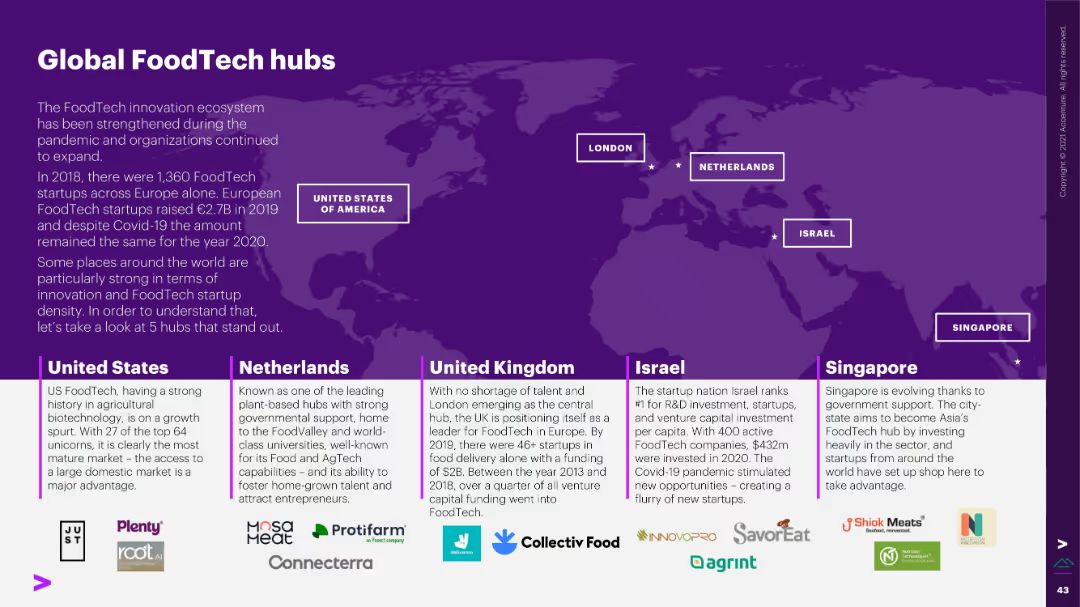 Global FoodTech hubs
The FoodTech innovation ecosystem
has been strengthened during the
pandemic and organizations continued
to expand.
In 2018, there were 1,360 FoodTech
startups across Europe alone. European
FoodTech startups raised €2.7B in 2019
and despite Covid-19 the amount
remained the same for the year 2020.
Some places around the world are
particularly strong in terms of
innovation and FoodTech startup
density. In order to understand that,
let's take a look at 5 hubs that stand out.
UNITED STATES
OF AMERICA
LONDON
NETHERLANDS
ISRAEL
SINGAPORE
United States
US FoodTech, having a strong
history in agricultural
biotechnology, is on a growth
spurt. With 27 of the top 64
unicorns, it is clearly the most
mature market – the access to
a large domestic market is a
major advantage.
JU
ST
Plenty
root AI
Netherlands
Known as one of the leading
plant-based hubs with strong
governmental support, home
to the FoodValley and world-
class universities, well-known
for its Food and AgTech
capabilities – and its ability to
foster home-grown talent and
attract entrepreneurs.
MOSA
MEAT
Protifarm
Connecterra
United Kingdom
With no shortage of talent and
London emerging as the central
hub, the UK is positioning itself as a
leader for FoodTech in Europe. By
2019, there were 46+ startups in
food delivery alone with a funding
of $2B. Between the year 2013 and
2018, over a quarter of all venture
capital funding went into
FoodTech.
deliveroo
Collectiv Food
Israel
The startup nation Israel ranks
#1 for R&D investment, startups,
and venture capital investment
per capita. With 400 active
FoodTech companies, $432m
were invested in 2020. The
Covid-19 pandemic stimulated
new opportunities – creating a
flurry of new startups.
INNOVOPRO
SavorEat
agrint
Singapore
Singapore is evolving thanks to
government support. The city-
state aims to become Asia's
FoodTech hub by investing
heavily in the sector, and
startups from around the
world have set up shop here to
take advantage.
Shiok Meats
Seafood, reinvented.
Copyright © 2021 Accenture. All rights reserved.
43